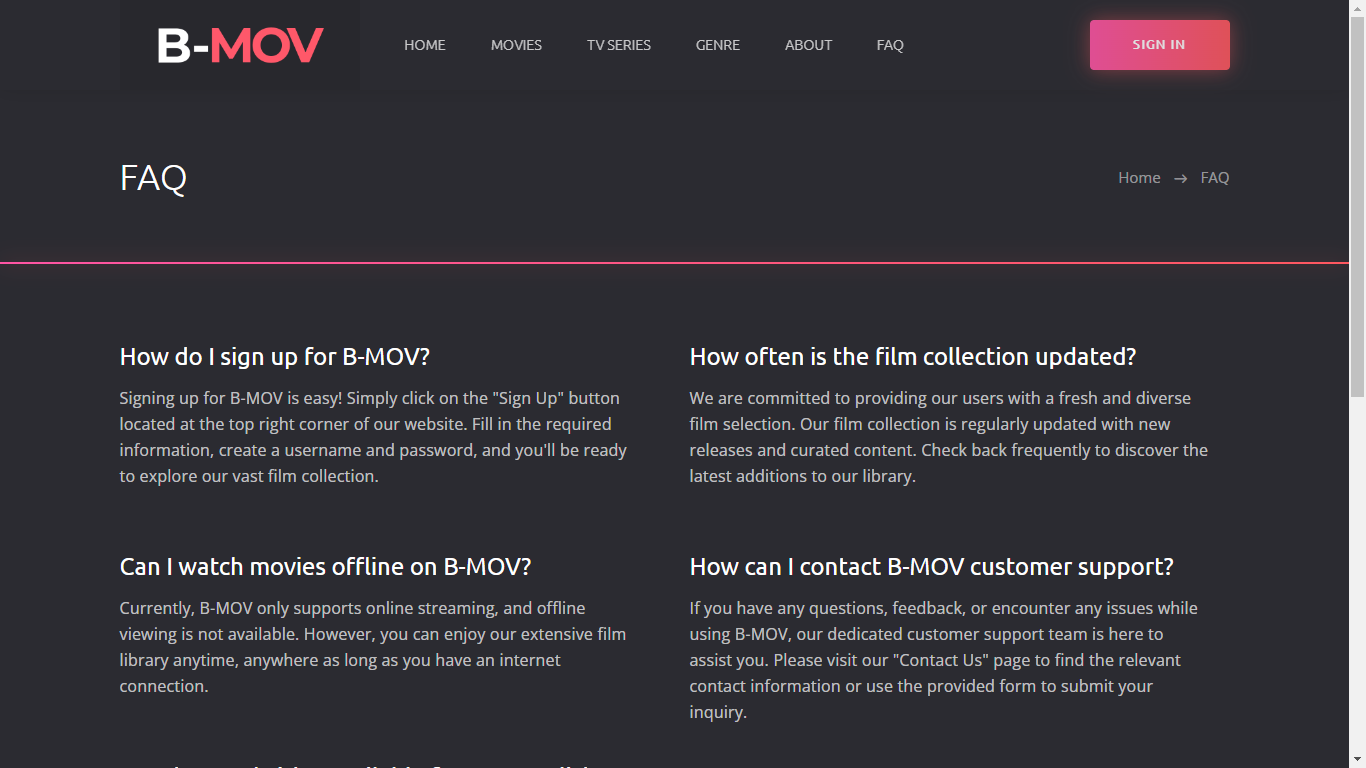 B-MOV
HOME
MOVIES
TV SERIES
GENRE
ABOUT
FAQ
SIGN IN
FAQ
Home → FAQ
How do I sign up for B-MOV?
Signing up for B-MOV is easy! Simply click on the "Sign Up" button
located at the top right corner of our website. Fill in the required
information, create a username and password, and you'll be ready
to explore our vast film collection.
How often is the film collection updated?
We are committed to providing our users with a fresh and diverse
film selection. Our film collection is regularly updated with new
releases and curated content. Check back frequently to discover the
latest additions to our library.
Can I watch movies offline on B-MOV?
Currently, B-MOV only supports online streaming, and offline
viewing is not available. However, you can enjoy our extensive film
library anytime, anywhere as long as you have an internet
connection.
How can I contact B-MOV customer support?
If you have any questions, feedback, or encounter any issues while
using B-MOV, our dedicated customer support team is here to
assist you. Please visit our "Contact Us" page to find the relevant
contact information or use the provided form to submit your
inquiry.